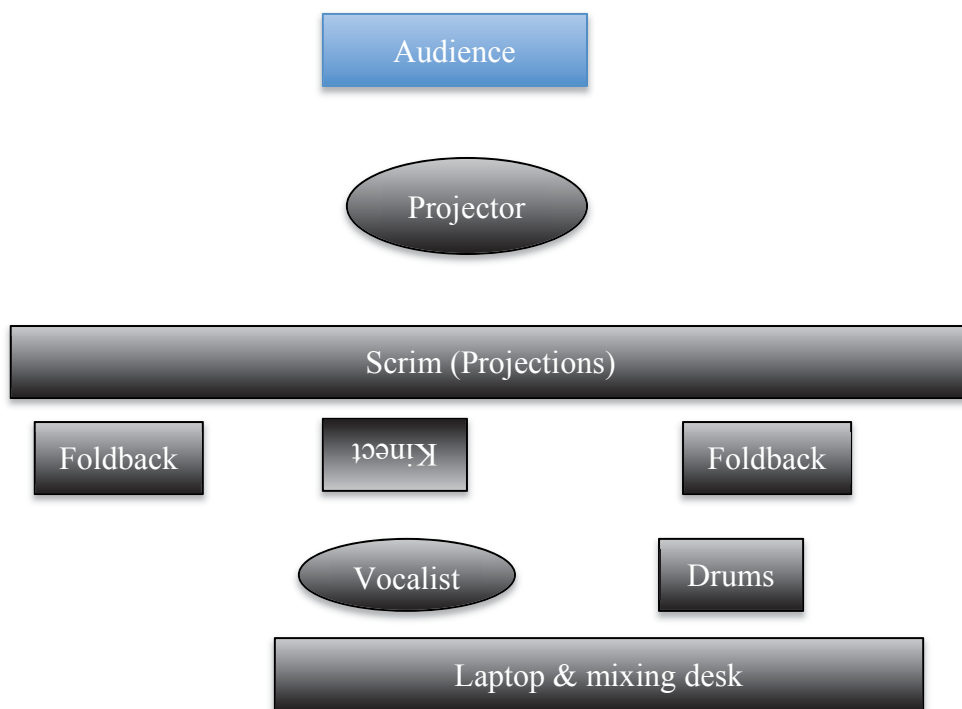 Audience
Projector
Scrim (Projections)
Foldback
Kinect
Foldback
Vocalist
Drums
Laptop & mixing desk